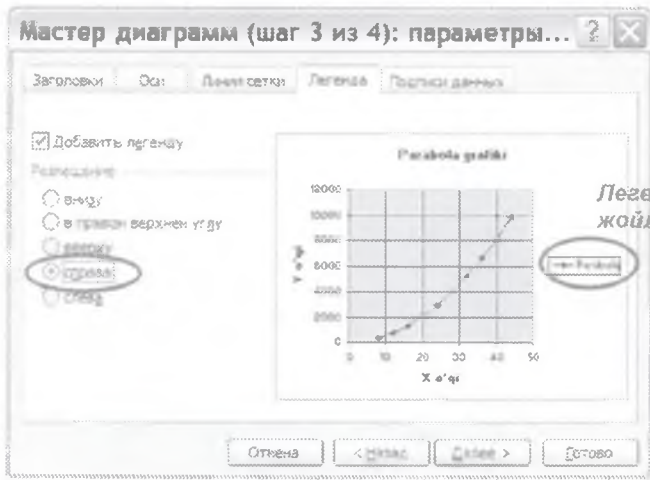 Мастер диаграмм (шаг 3 из 4): параметры...
Заголовки Оси Линии сетки Легенда Подписи данных
Добавить легенду
Размещение
внизу
в правом верхнем углу
вверху
справа
слева
Parabola grafiki
12000
10000
8000
6000
4000
2000
0
0 10 20 30 40 50
Y o'qi
X o'qi
Parabola
Леге
жойл
Отмена < Назад Далее > Готово